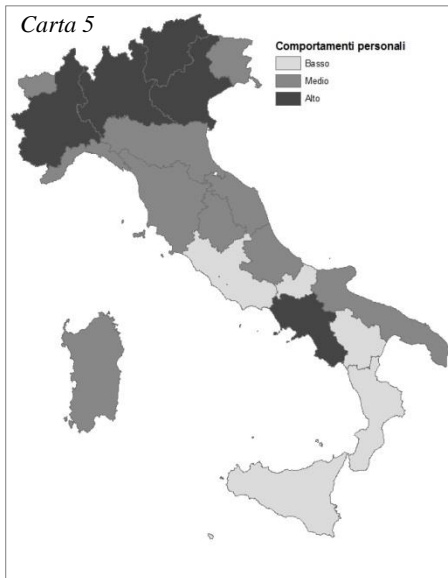 Carta 5
Comportamenti personali
Basso
Medio
Alto